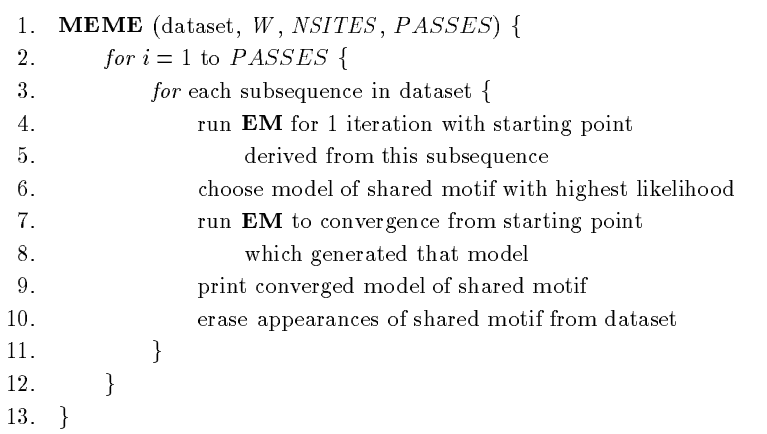 1. MEME (dataset, W, NSITES, PASSES) {
2. for i = 1 to PASSES {
3. for each subsequence in dataset {
4. run EM for 1 iteration with starting point
5. derived from this subsequence
6. choose model of shared motif with highest likelihood
7. run EM to convergence from starting point
8. which generated that model
9. print converged model of shared motif
10. erase appearances of shared motif from dataset
11. }
12. }
13. }